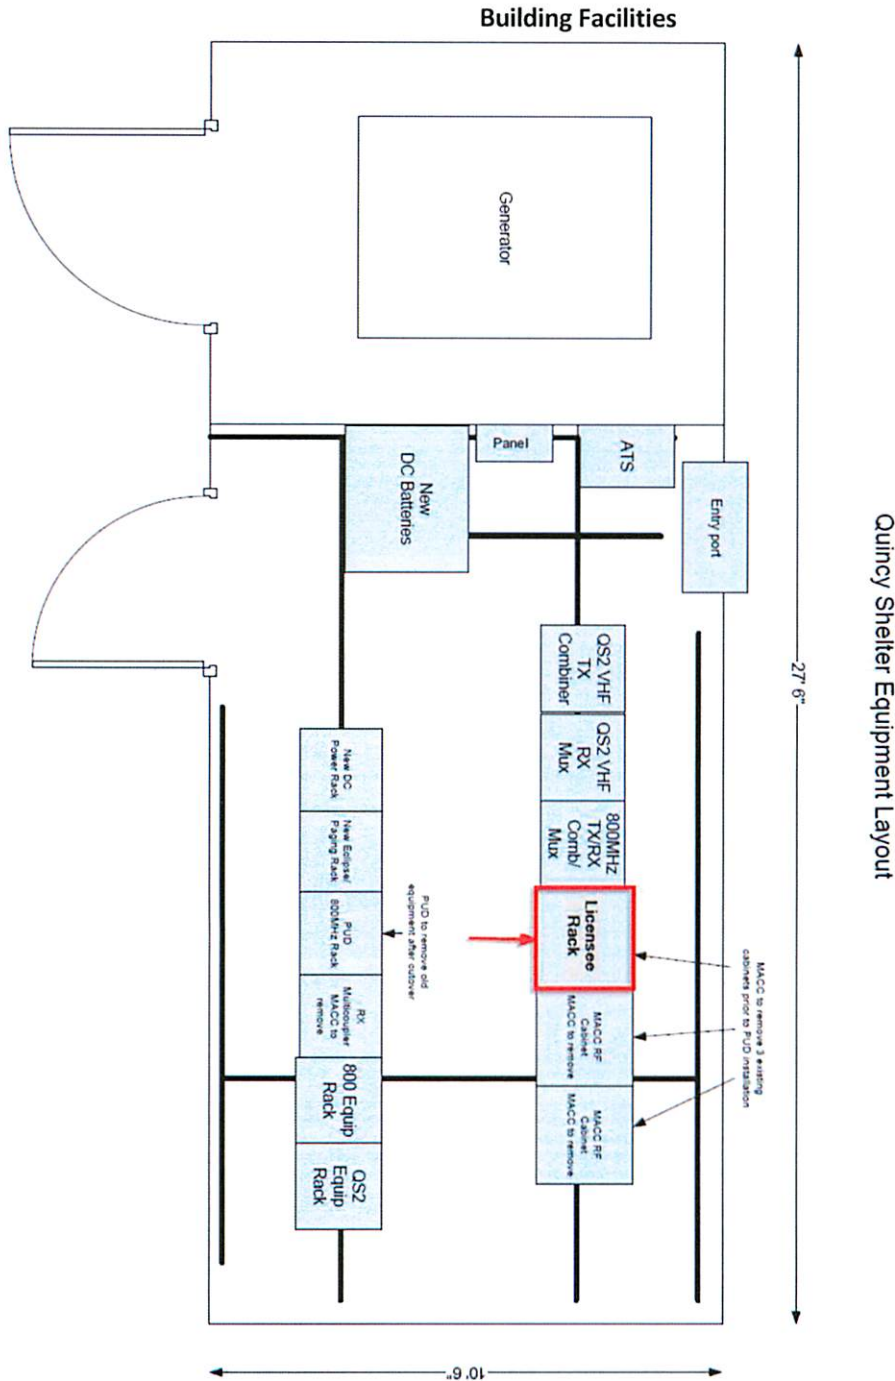 Building Facilities
Quincy Shelter Equipment Layout
27' 6"
10' 6"
Generator
ATS
Panel
New
DC Batteries
Entry port
QS2 VHF
TX
Combiner
QS2 VHF
RX
Mux
800MHz
TX/RX
Comb/
Mux
Licensee
Rack
MACC RF
Cabinet
MACC to remove
MACC RF
Cabinet
MACC to remove
MACC to remove 3 existing
cabinets prior to PUD installation
PUD to remove old
equipment after cutover
New DC
Power Rack
New Eclipse/
Paging Rack
PUD
800MHz Rack
RX
Multicoupler
MACC to
remove
800 Equip
Rack
QS2
Equip
Rack